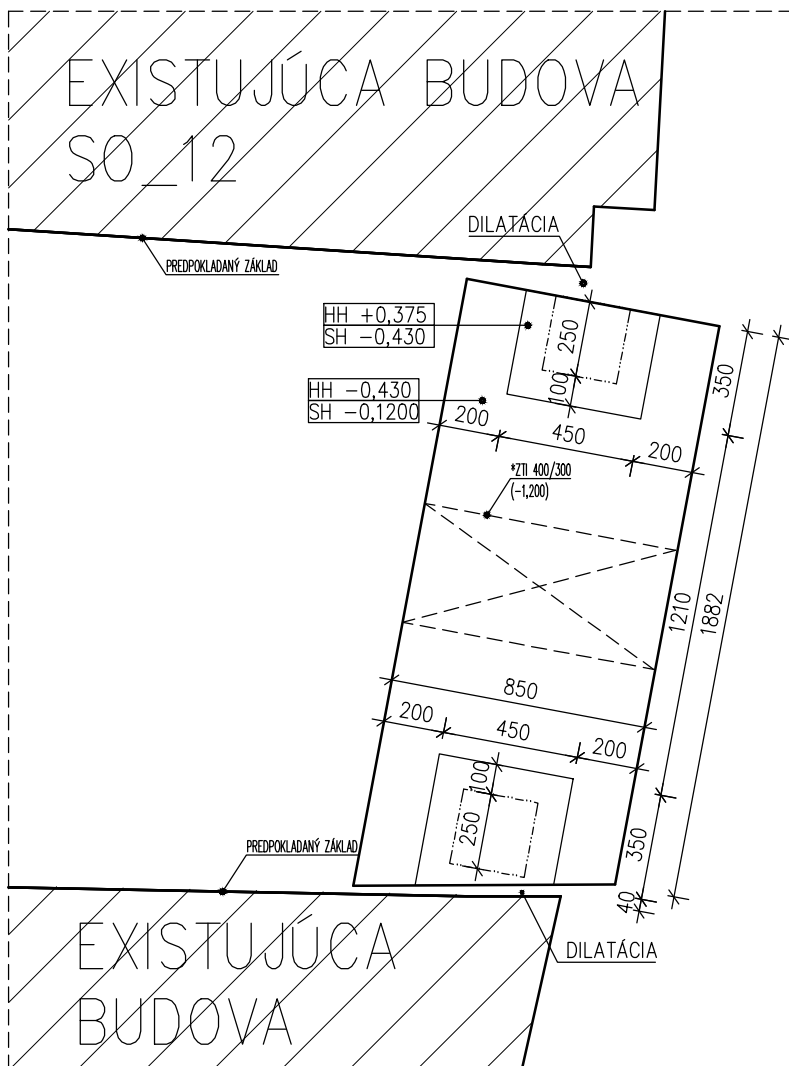 EXISTUJÚCA BUDOVA
SO_12
DILATÁCIA
PREDPOKLADANÝ ZÁKLAD
HH +0,375
SH -0,430
250
100
350
HH -0,430
SH -0,1200
200
450
200
*ZTI 400/300
(-1,200)
1210
1882
850
200
450
200
100
250
350
40
PREDPOKLADANÝ ZÁKLAD
DILATÁCIA
EXISTUJÚCA
BUDOVA